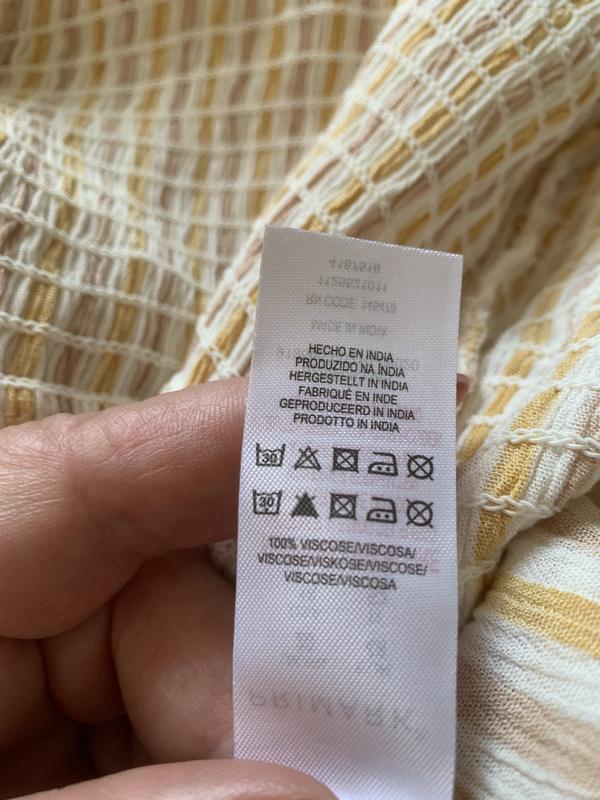 HECHO EN INDIA
PRODUZIDO NA ÍNDIA
HERGESTELLT IN INDIA
FABRIQUÉ EN INDE
GEPRODUCEERD IN INDIA
PRODOTTO IN INDIA
30
30
100% VISCOSE/VISCOSA/
VISCOSE/VISKOSE/VISCOSE/
VISCOSE/VISCOSA
PRIMARK